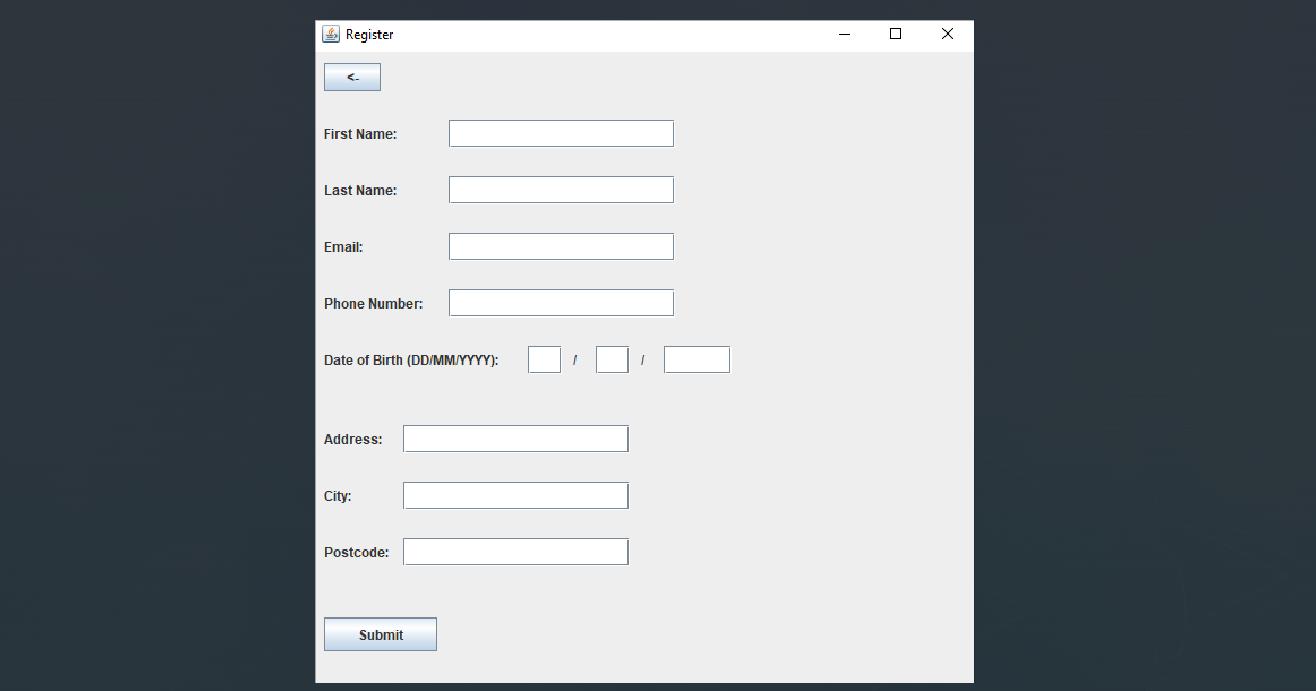 Register
<-
First Name:
Last Name:
Email:
Phone Number:
Date of Birth (DD/MM/YYYY): / /
Address:
City:
Postcode:
Submit